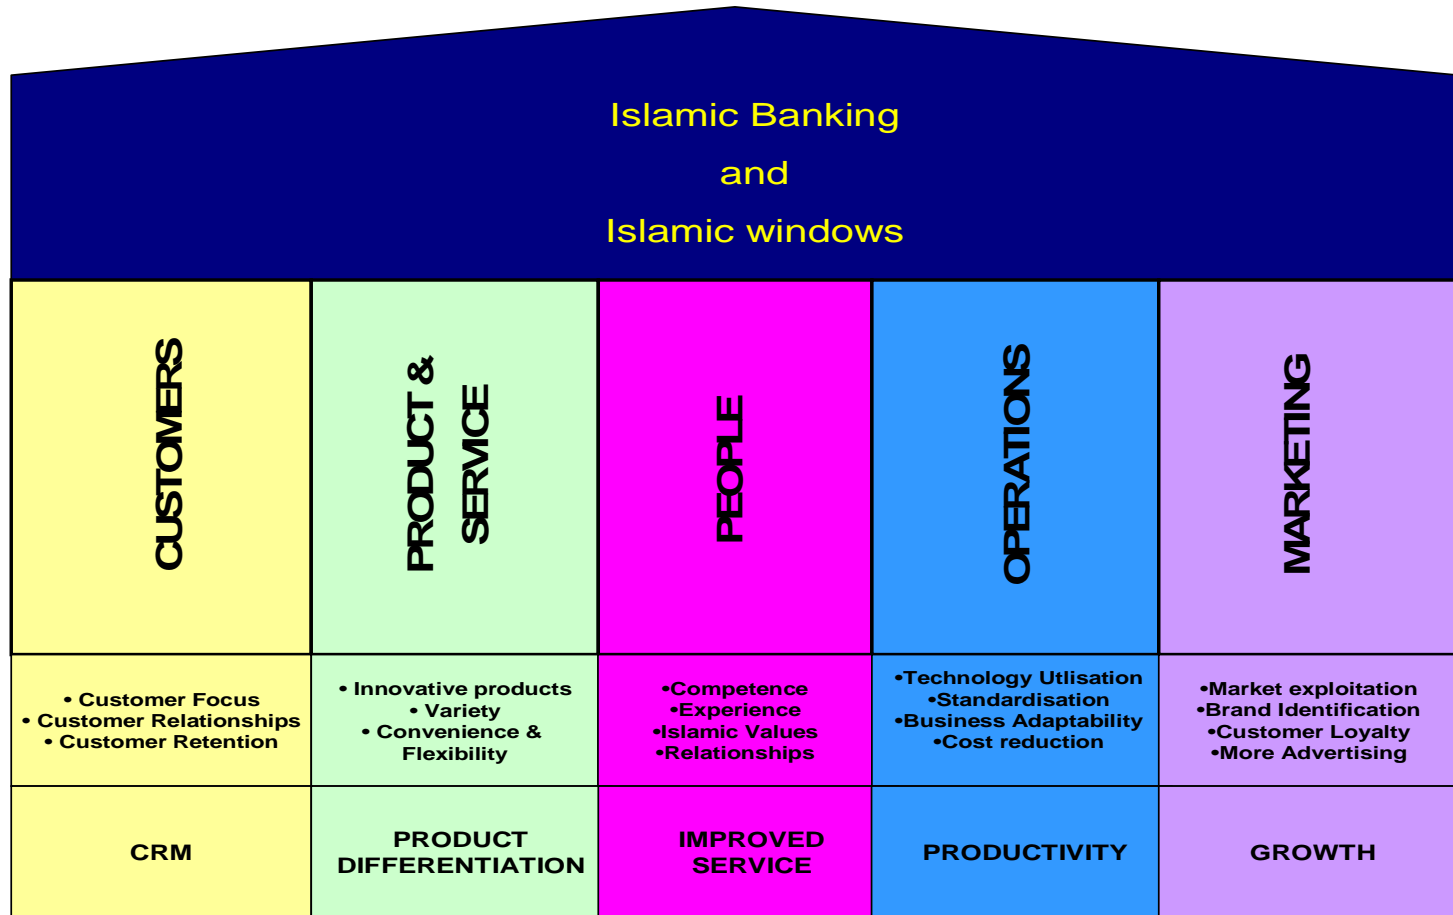 Islamic Banking
and
Islamic windows
CUSTOMERS
PRODUCT &
SERVICE
PEOPLE
OPERATIONS
MARKETING
• Customer Focus
• Customer Relationships
• Customer Retention
• Innovative products
• Variety
• Convenience &
Flexibility
•Competence
•Experience
•Islamic Values
•Relationships
•Technology Utlisation
•Standardisation
•Business Adaptability
•Cost reduction
•Market exploitation
•Brand Identification
•Customer Loyalty
•More Advertising
CRM
PRODUCT
DIFFERENTIATION
IMPROVED
SERVICE
PRODUCTIVITY
GROWTH